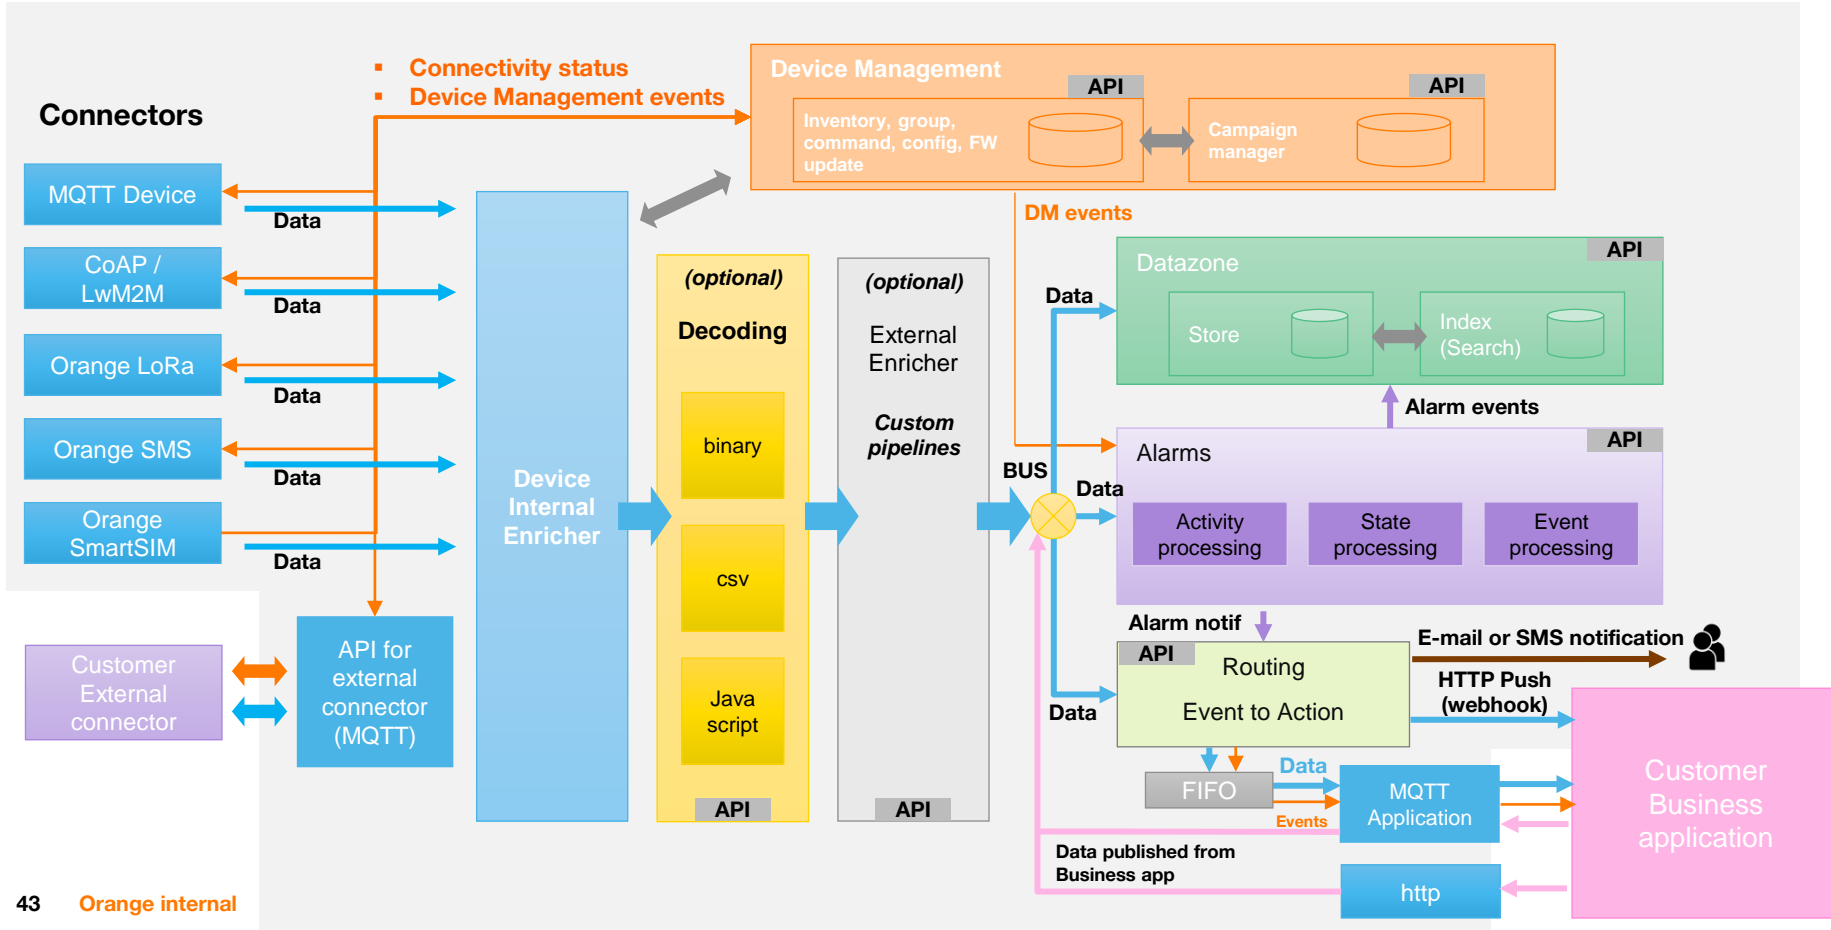 ▪ Connectivity status
▪ Device Management events
Connectors
MQTT Device
CoAP /
LwM2M
Orange LoRa
Orange SMS
Orange
SmartSIM
Data
Data
Data
Data
Data
Customer
External
connector
API for
external
connector
(MQTT)
Device
Internal
Enricher
(optional)
Decoding
binary
csv
Java
script
API
(optional)
External
Enricher
Custom
pipelines
API
Device Management
API
Inventory, group,
command, config, FW
update
API
Campaign
manager
DM events
BUS
Data
Data
Data
Datazone
API
Store
Index
(Search)
Alarm events
Alarms
API
Activity
processing
State
processing
Event
processing
Alarm notif
API
Routing
Event to Action
E-mail or SMS notification
HTTP Push
(webhook)
FIFO
Data
Events
MQTT
Application
Data published from
Business app
http
Customer
Business
application
43 Orange internal